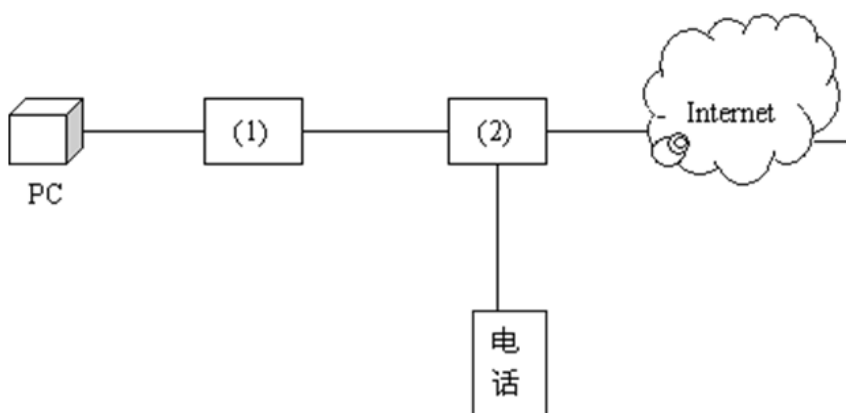 (1)
(2)
Internet
PC
电
话